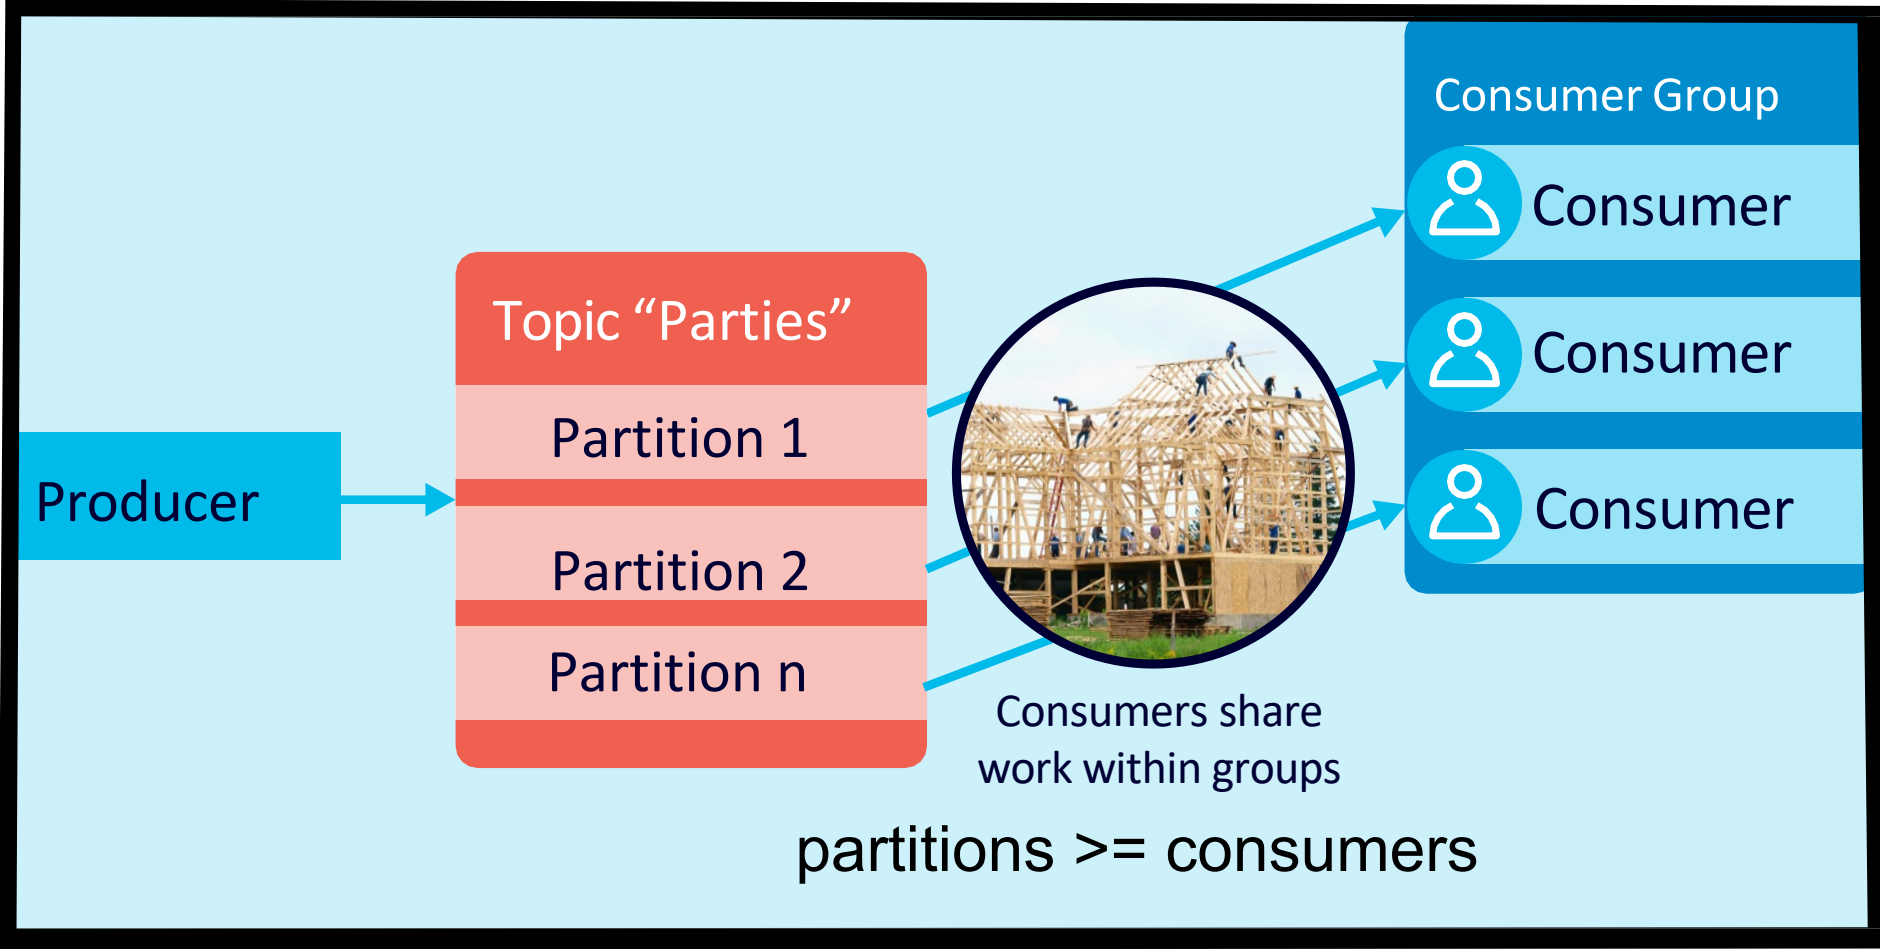 Consumer Group
Consumer
Consumer
Consumer
Topic “Parties”
Partition 1
Partition 2
Partition n
Producer
Consumers share
work within groups
partitions >= consumers